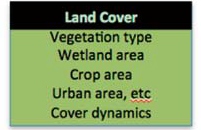 Land Cover
Vegetation type
Wetland area
Crop area
Urban area, etc
Cover dynamics